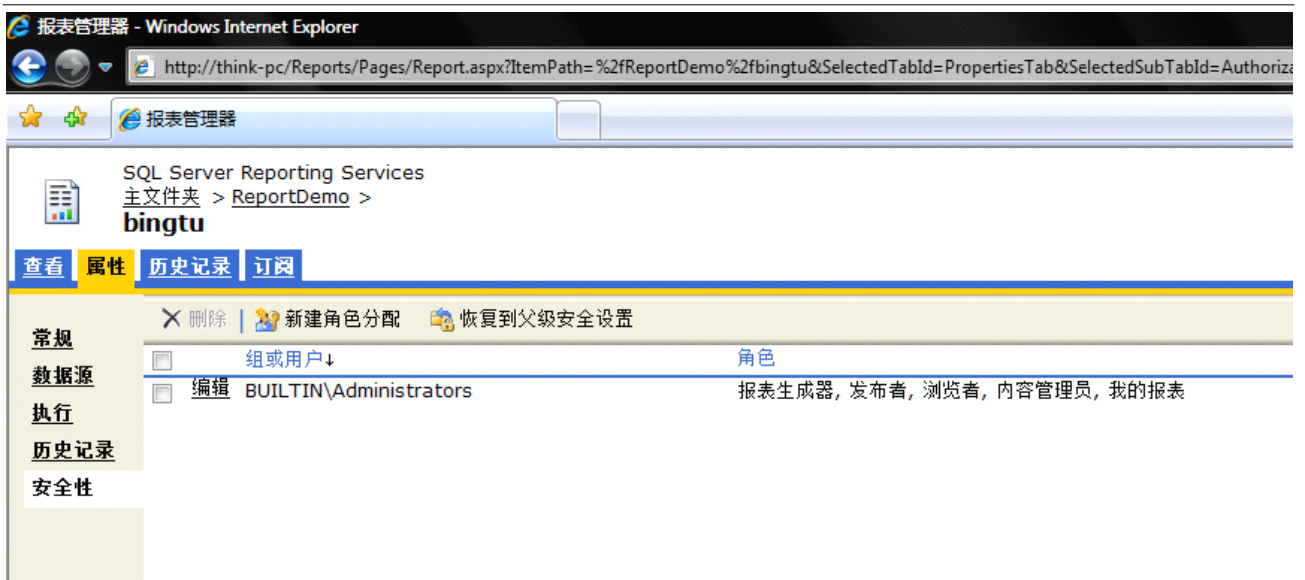 报表管理器 - Windows Internet Explorer
http://think-pc/Reports/Pages/Report.aspx?ItemPath=%2fReportDemo%2fbingtu&SelectedTabId=PropertiesTab&SelectedSubTabId=Authoriza
报表管理器
SQL Server Reporting Services
主文件夹 > ReportDemo >
bingtu
查看 属性 历史记录 订阅
删除 | 新建角色分配 恢复到父级安全设置
常规
数据源
执行
历史记录
安全性
组或用户↓ 角色
编辑 BUILTIN\Administrators 报表生成器, 发布者, 浏览者, 内容管理员, 我的报表